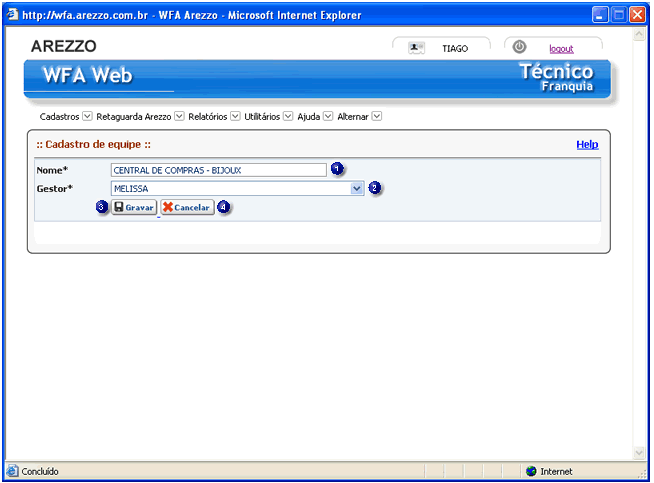 http://wfa.arezzo.com.br - WFA Arezzo - Microsoft Internet Explorer
AREZZO TIAGO logout
WFA Web Técnico
Franquia
Cadastros Retaguarda Arezzo Relatórios Utilitários Ajuda Alternar
:: Cadastro de equipe :: Help
Nome* CENTRAL DE COMPRAS - BIJOUX 1
Gestor* MELISSA 2
3 Gravar Cancelar 4
Concluído Internet